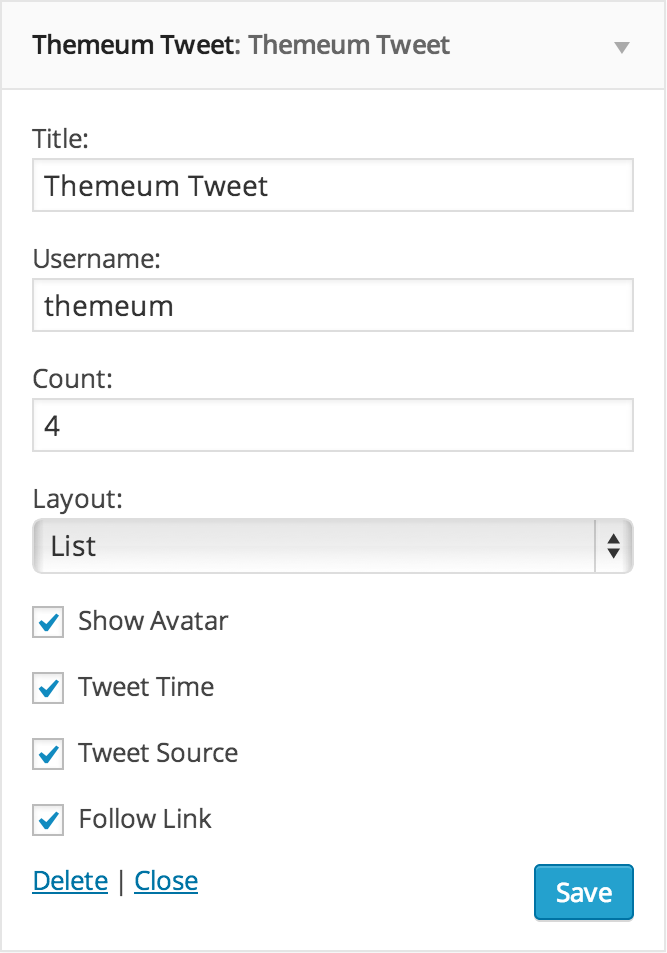 Themeum Tweet: Themeum Tweet
Title:
Themeum Tweet
Username:
themeum
Count:
4
Layout:
List
Show Avatar
Tweet Time
Tweet Source
Follow Link
Delete | Close
Save